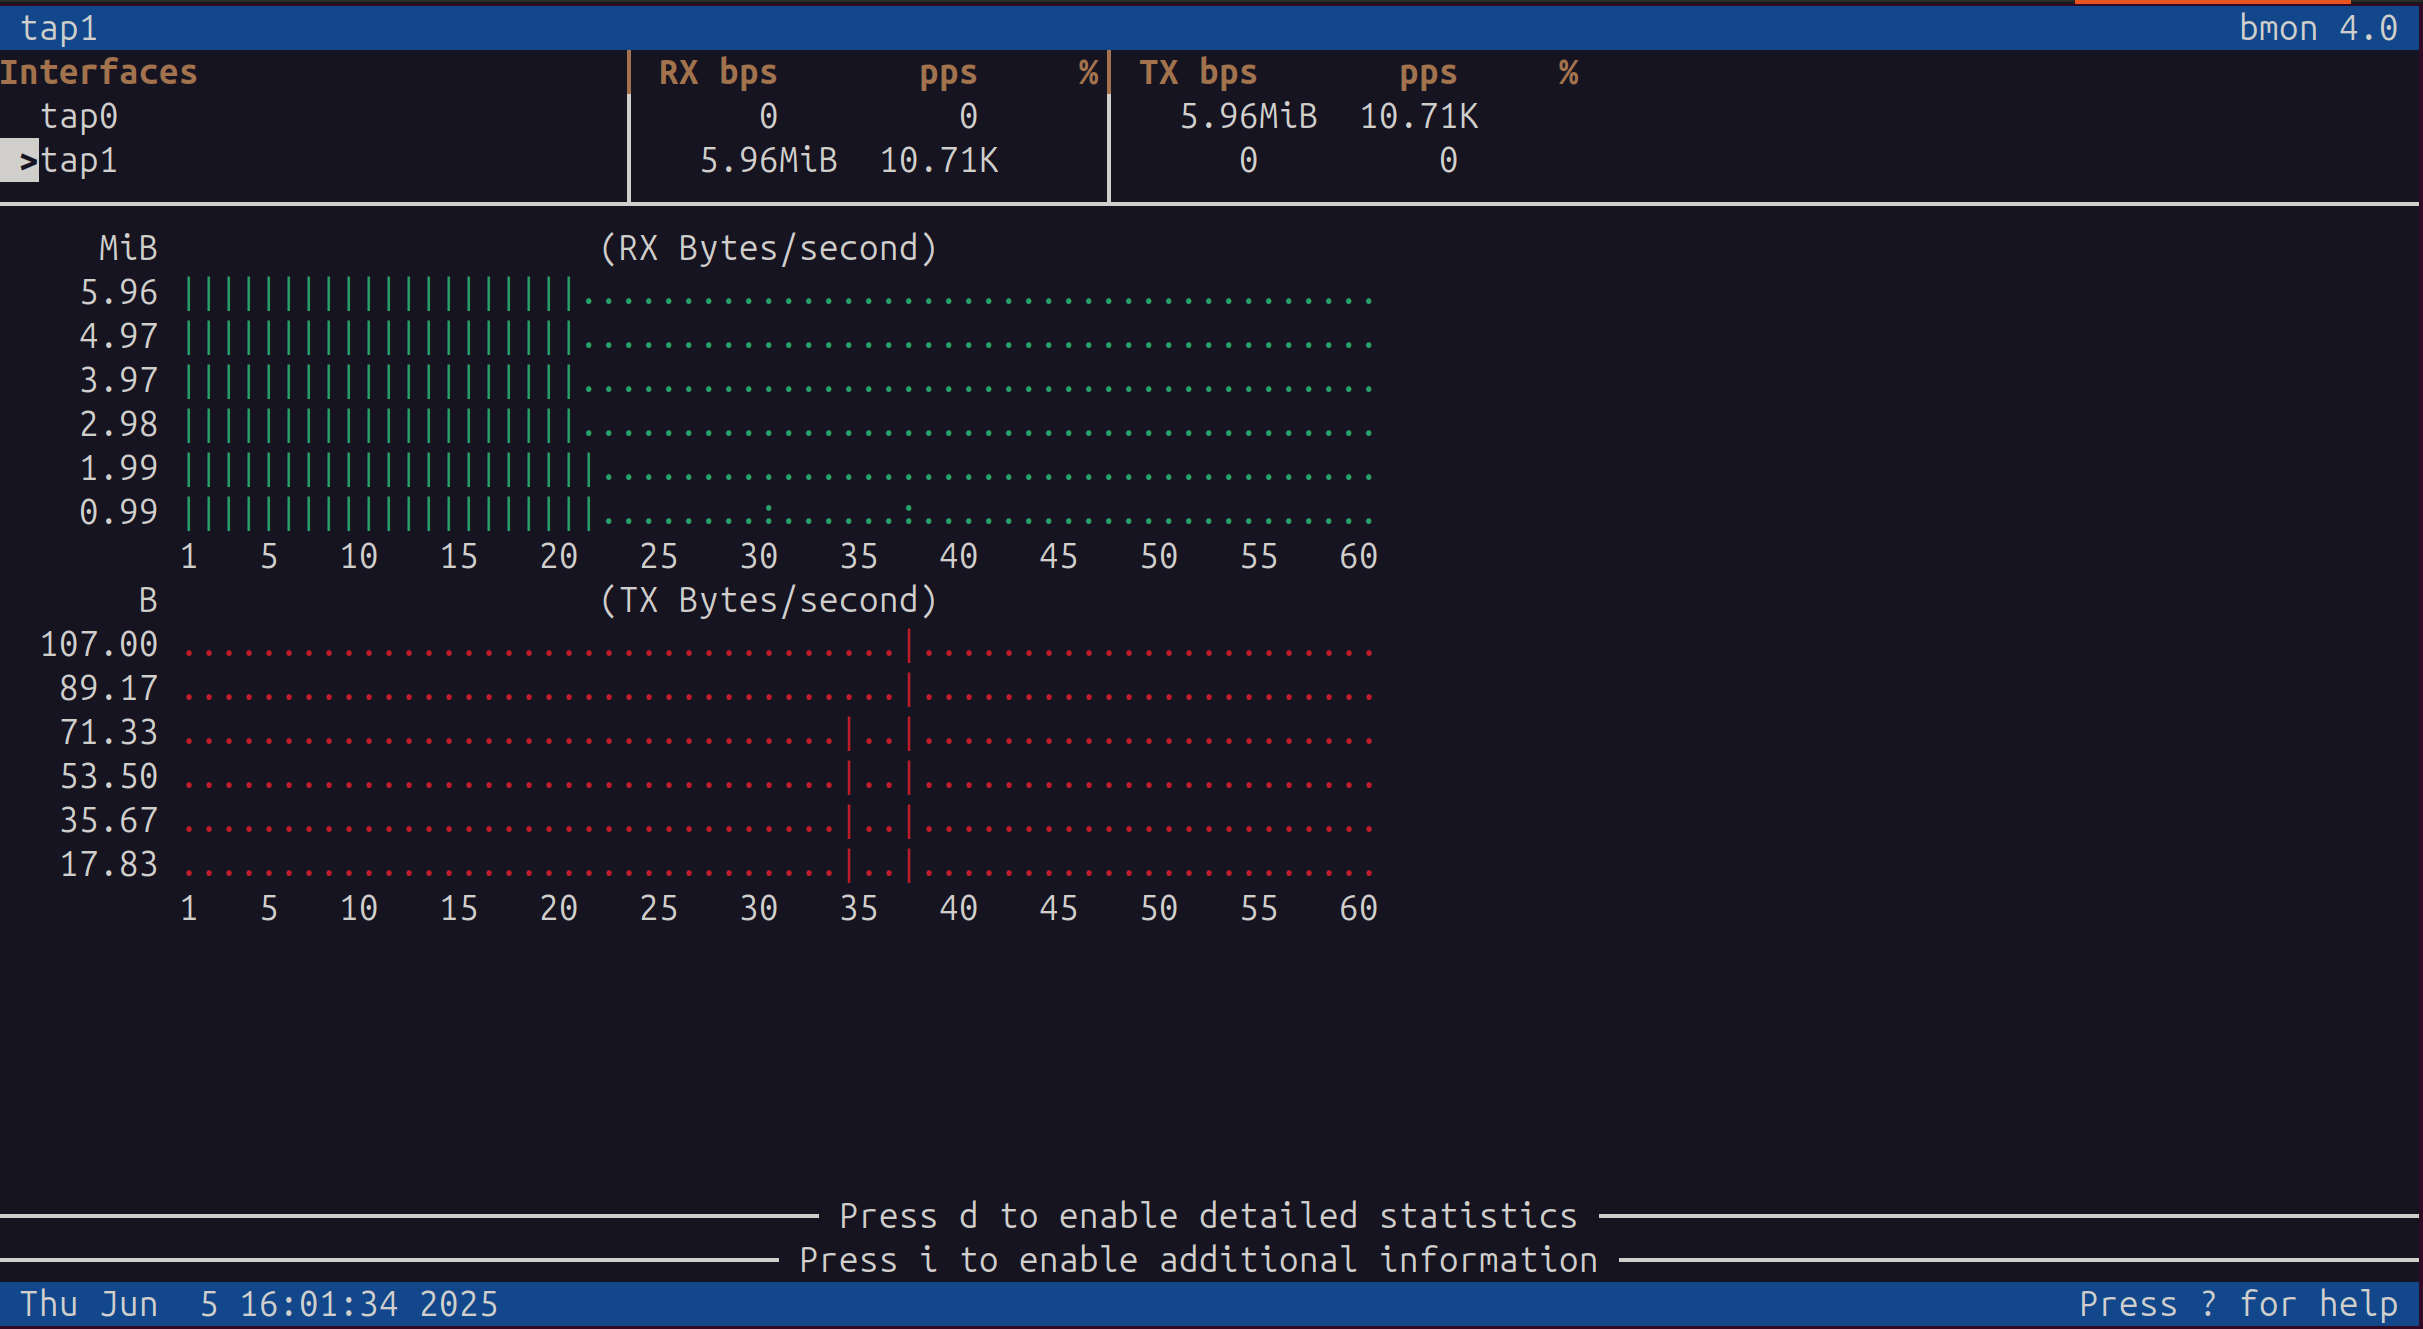 tap1 bmon 4.0
Interfaces RX bps pps % TX bps pps %
tap0 0 0 5.96MiB 10.71K
>tap1 5.96MiB 10.71K 0 0
MiB (RX Bytes/second)
5.96 ||||||||||||||||||||........................................
4.97 ||||||||||||||||||||........................................
3.97 ||||||||||||||||||||........................................
2.98 ||||||||||||||||||||........................................
1.99 |||||||||||||||||||||.......................................
0.99 |||||||||||||||||||||........:......:.......................
1 5 10 15 20 25 30 35 40 45 50 55 60
B (TX Bytes/second)
107.00 ....................................|.......................
89.17 ....................................|.......................
71.33 .................................|..|.......................
53.50 .................................|..|.......................
35.67 .................................|..|.......................
17.83 .................................|..|.......................
1 5 10 15 20 25 30 35 40 45 50 55 60
Press d to enable detailed statistics
Press i to enable additional information
Thu Jun  5 16:01:34 2025 Press ? for help